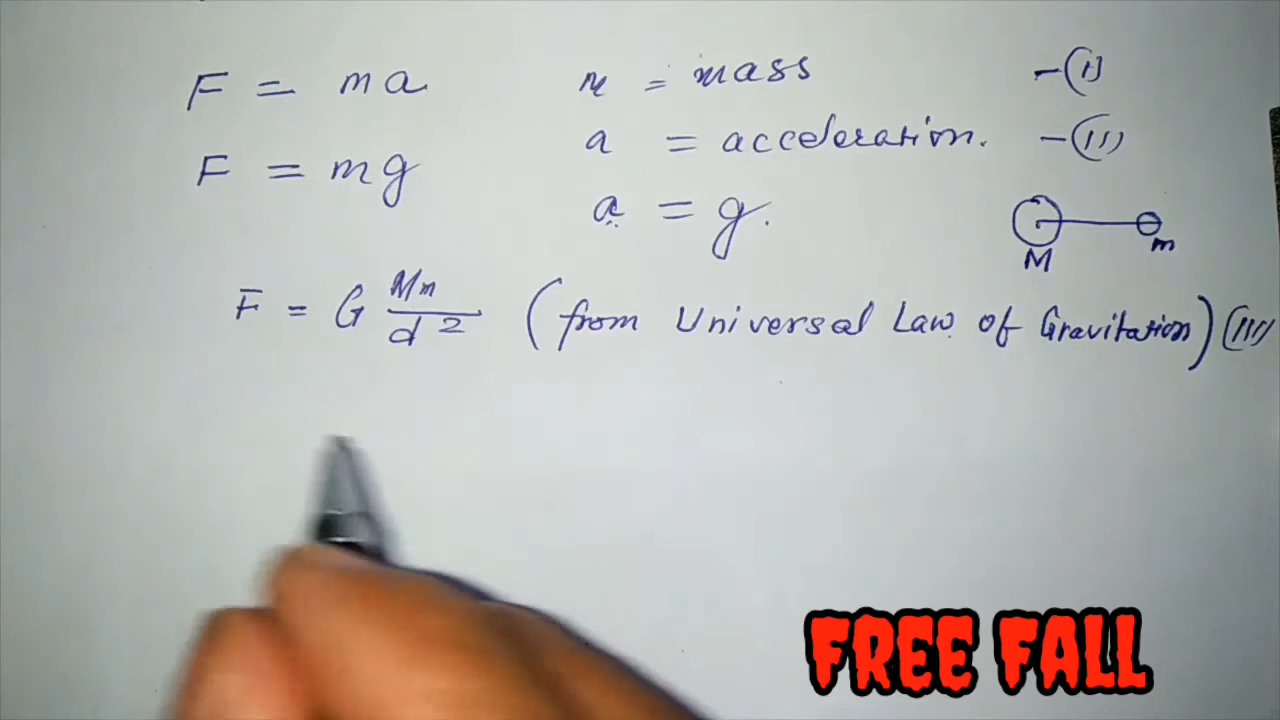 F = ma m = mass -(I)
F = mg a = acceleration. -(II)
a = g.
M m
F = G Mm/d² (from Universal Law of Gravitation) (III)
FREE FALL